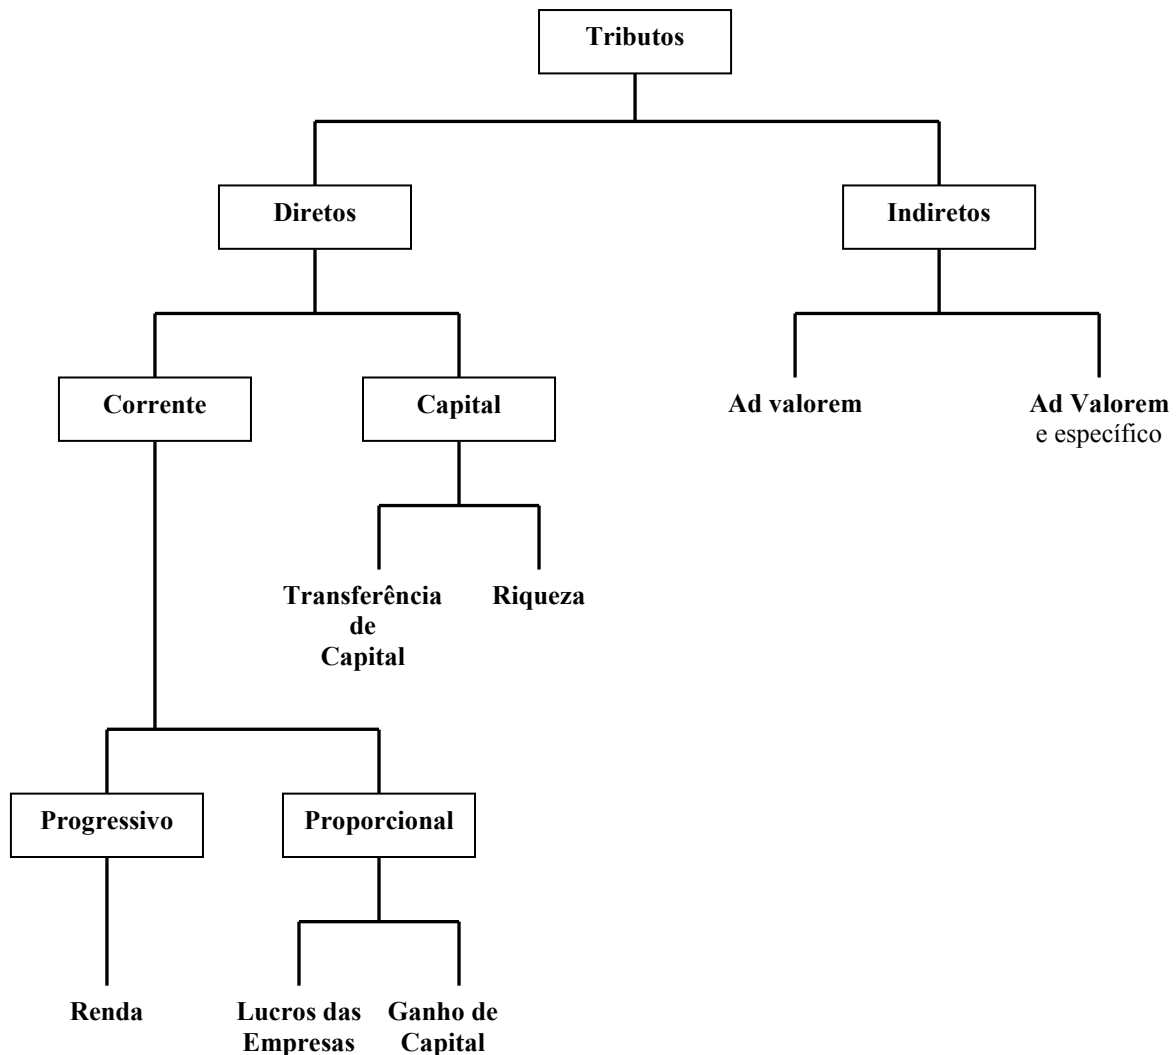 Tributos
Diretos
Indiretos
Corrente
Capital
Ad valorem
Ad Valorem
e específico
Transferência
de
Capital
Riqueza
Progressivo
Proporcional
Renda
Lucros das
Empresas
Ganho de
Capital